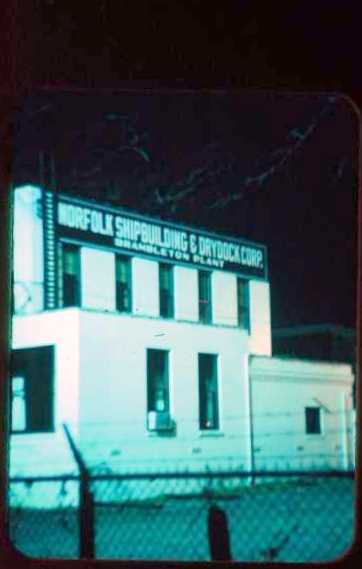 NORFOLK SHIPBUILDING & DRYDOCK CORP.
BRAMBLETON PLANT